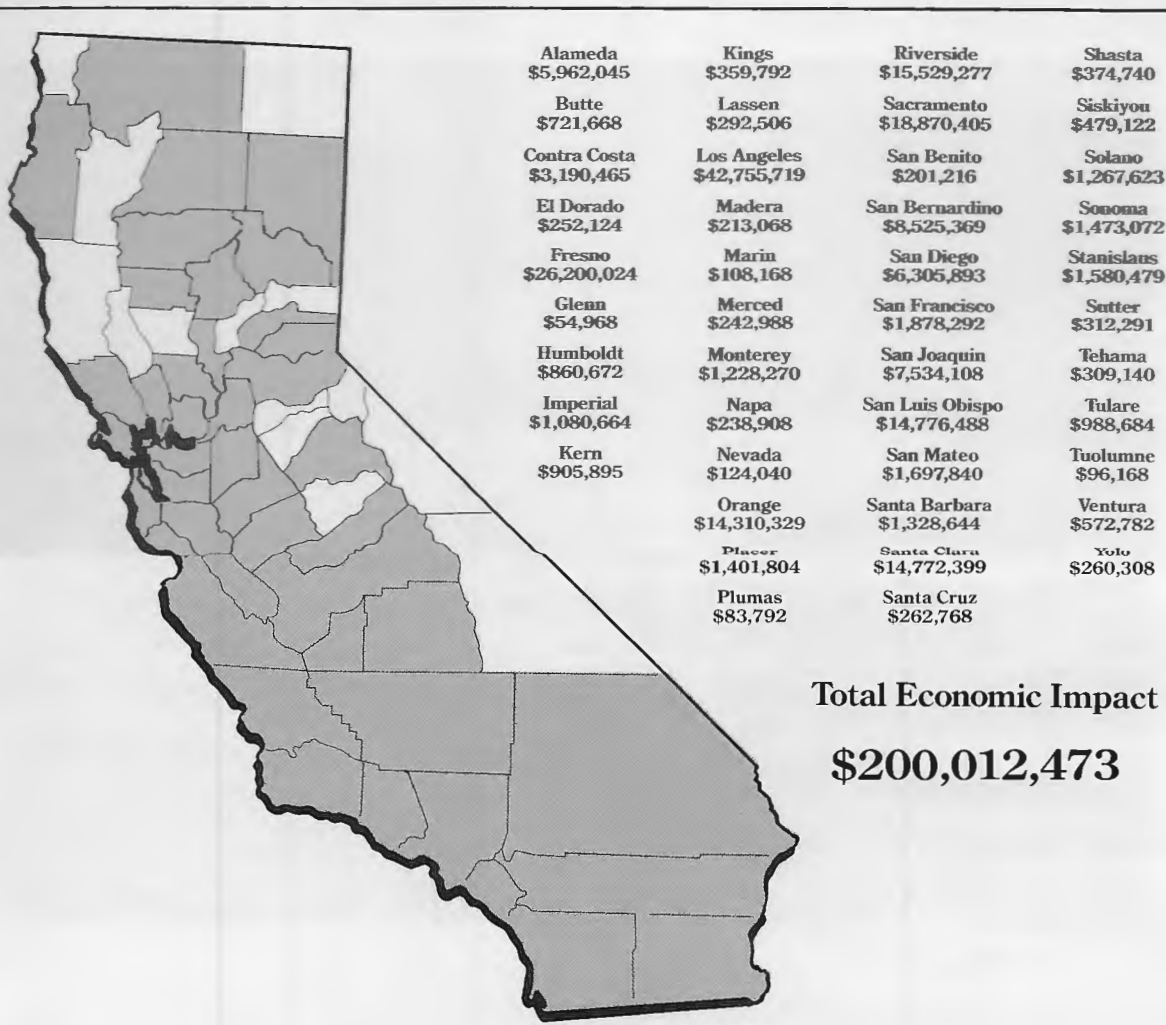 Alameda
$5,962,045
Butte
$721,668
Contra Costa
$3,190,465
El Dorado
$252,124
Fresno
$26,200,024
Glenn
$54,968
Humboldt
$860,672
Imperial
$1,080,664
Kern
$905,895
Kings
$359,792
Lassen
$292,506
Los Angeles
$42,755,719
Madera
$213,068
Marin
$108,168
Merced
$242,988
Monterey
$1,228,270
Napa
$238,908
Nevada
$124,040
Orange
$14,310,329
Placer
$1,401,804
Plumas
$83,792
Riverside
$15,529,277
Sacramento
$18,870,405
San Benito
$201,216
San Bernardino
$8,525,369
San Diego
$6,305,893
San Francisco
$1,878,292
San Joaquin
$7,534,108
San Luis Obispo
$14,776,488
San Mateo
$1,697,840
Santa Barbara
$1,328,644
Santa Clara
$14,772,399
Santa Cruz
$262,768
Shasta
$374,740
Siskiyou
$479,122
Solano
$1,267,623
Sonoma
$1,473,072
Stanislaus
$1,580,479
Sutter
$312,291
Tehama
$309,140
Tulare
$988,684
Tuolumne
$96,168
Ventura
$572,782
Yolo
$260,308
Total Economic Impact
$200,012,473